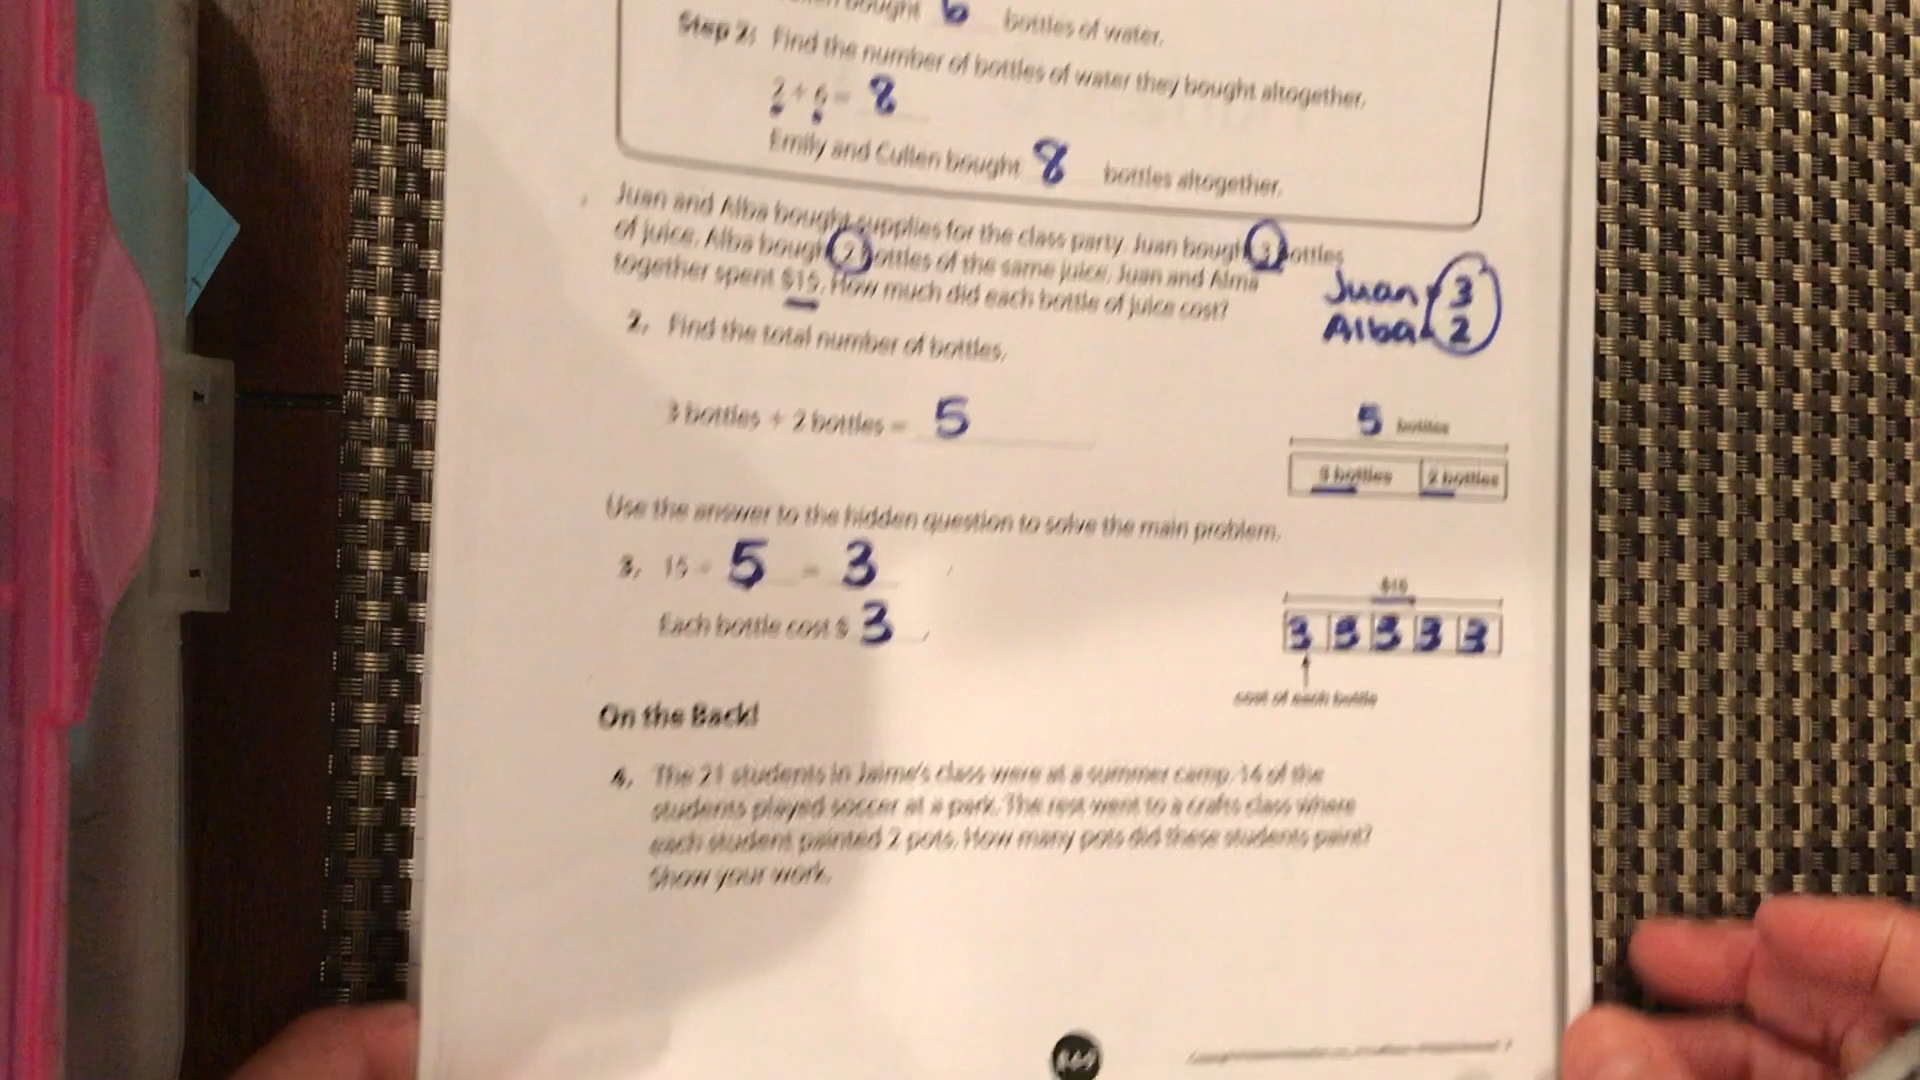 bought 6 bottles of water.
Step 2: Find the number of bottles of water they bought altogether.
2 + 6 = 8
Emily and Cullen bought 8 bottles altogether.
Juan and Alba bought supplies for the class party. Juan bought 3 bottles
of juice. Alba bought 2 bottles of the same juice. Juan and Alma
together spent $15. How much did each bottle of juice cost?
Juan 3
Alba 2
2. Find the total number of bottles.
3 bottles + 2 bottles = 5
5 bottles
3 bottles 2 bottles
Use the answer to the hidden question to solve the main problem.
3. 15 ÷ 5 = 3
$15
Each bottle cost $ 3
3 3 3 3 3
cost of each bottle
On the Back!
4. The 21 students in Jaime's class were at a summer camp. 14 of the
students played soccer at a park. The rest went to a crafts class where
each student painted 2 pots. How many pots did these students paint?
Show your work.